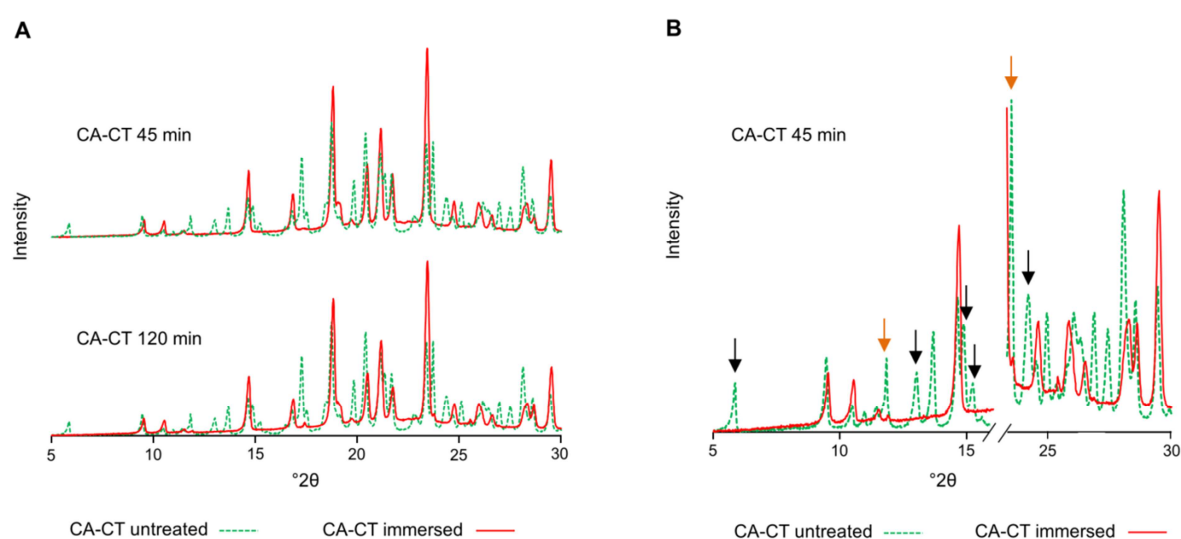 A
B
CA-CT 45 min
CA-CT 45 min
Intensity
Intensity
CA-CT 120 min
5 10 15 20 25 30
5 10 15 25 30
°2θ
°2θ
CA-CT untreated CA-CT immersed
CA-CT untreated CA-CT immersed